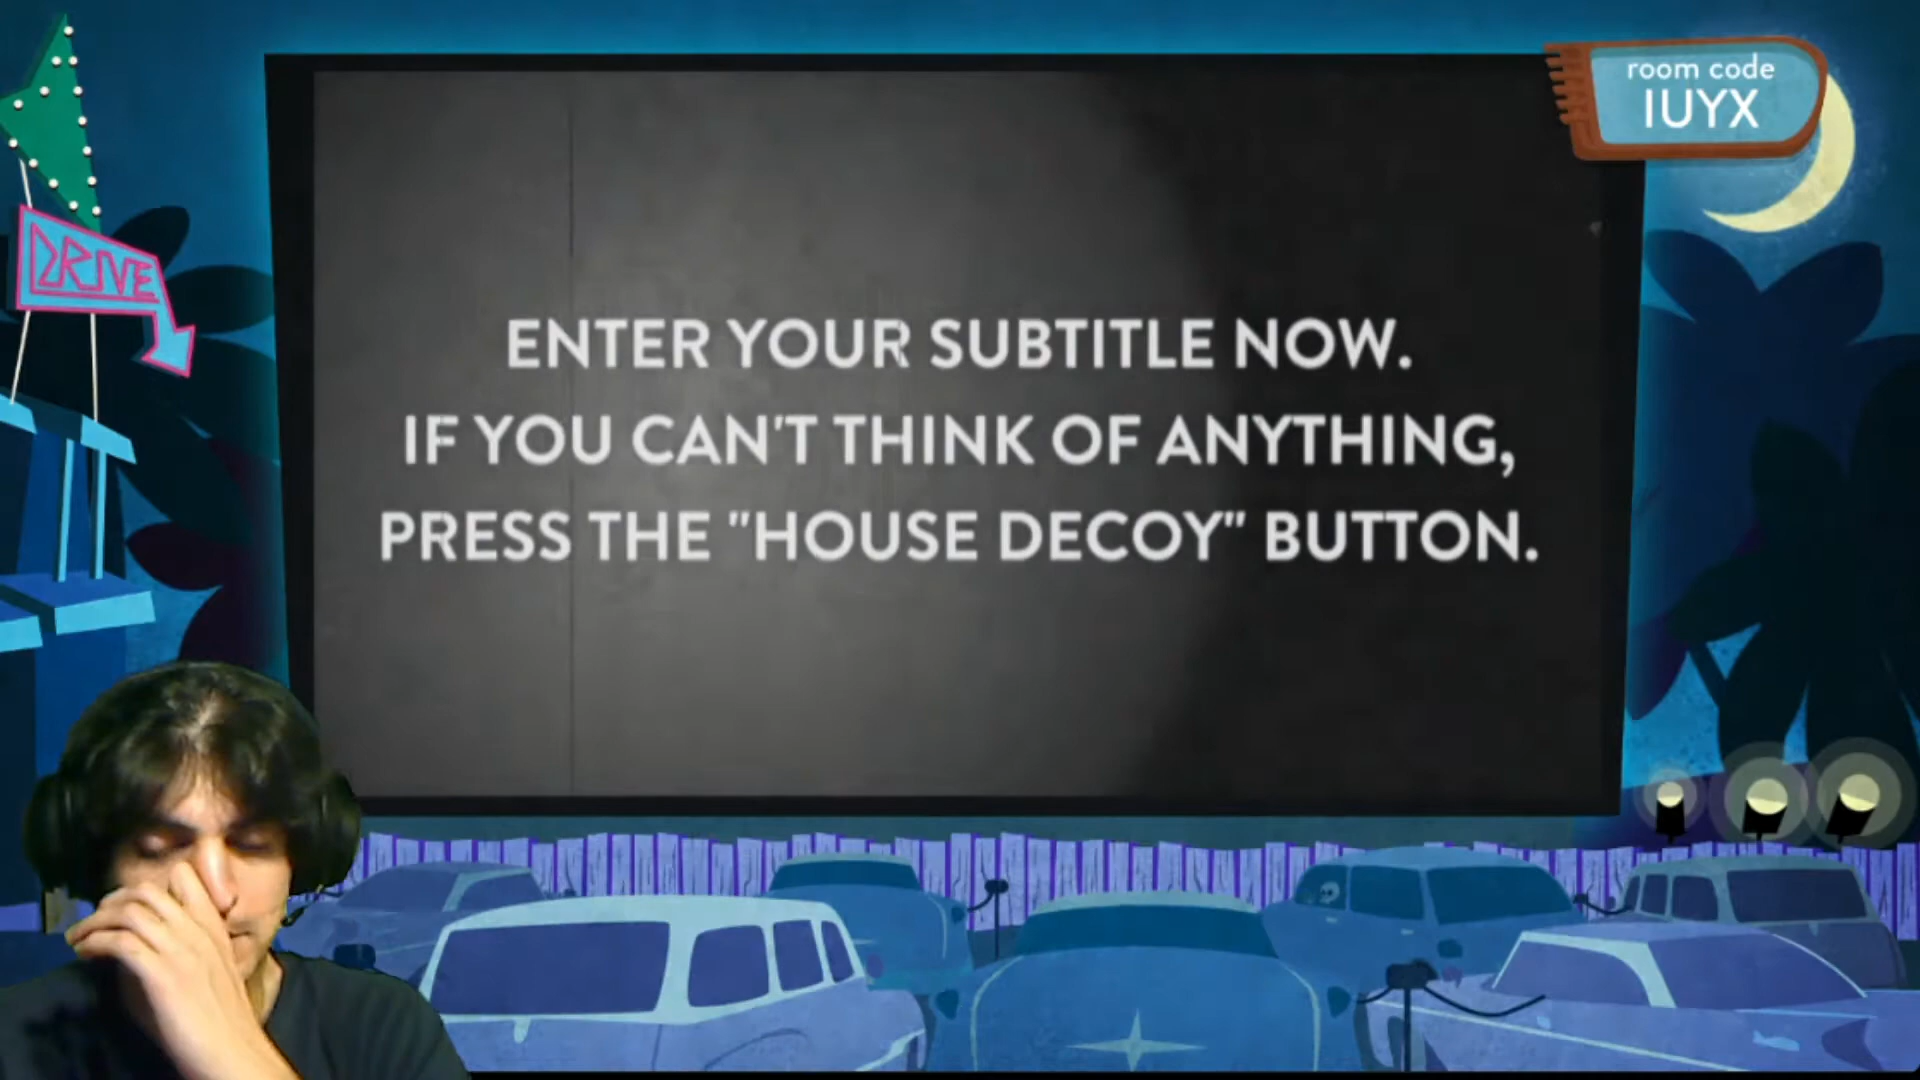 room code
IUYX
DRIVE
ENTER YOUR SUBTITLE NOW.
IF YOU CAN'T THINK OF ANYTHING,
PRESS THE "HOUSE DECOY" BUTTON.